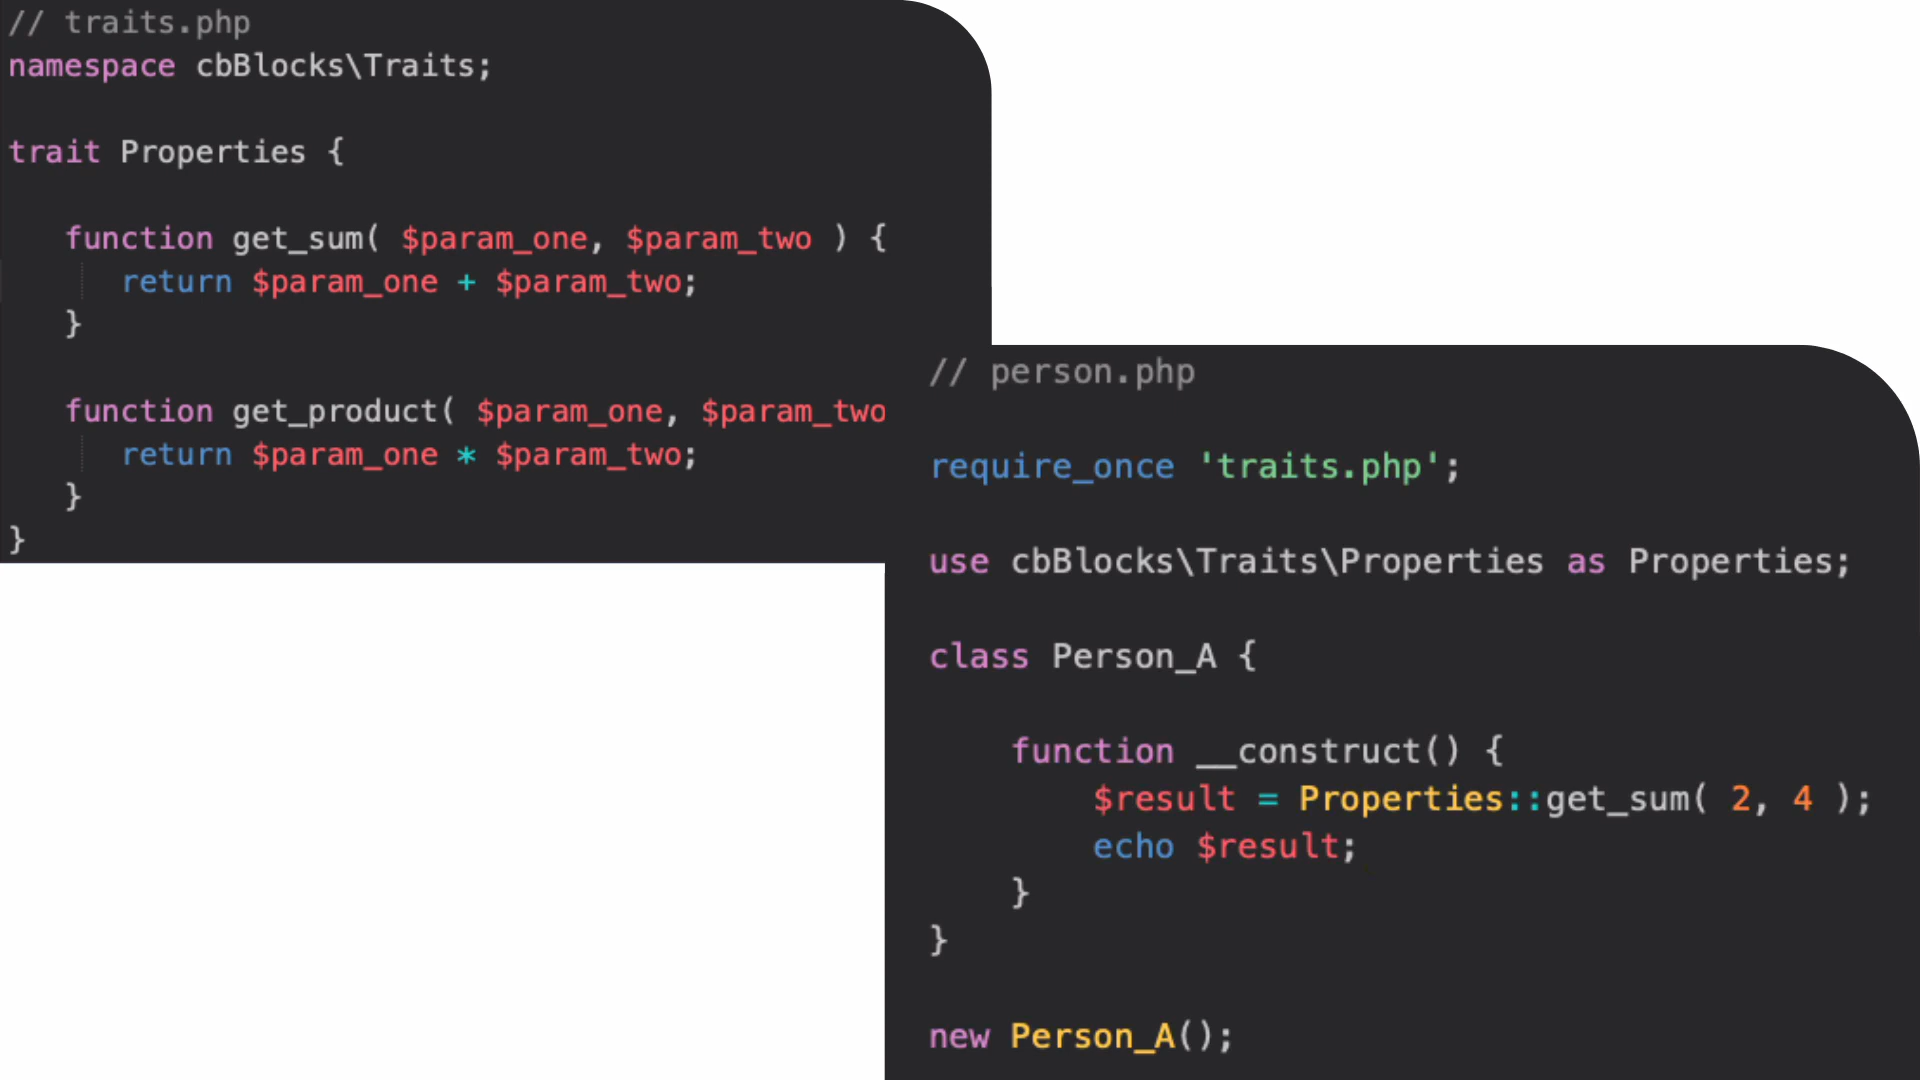 // traits.php
namespace cbBlocks\Traits;
trait Properties {
function get_sum( $param_one, $param_two ) {
return $param_one + $param_two;
}
function get_product( $param_one, $param_two
return $param_one * $param_two;
}
}
// person.php
require_once 'traits.php';
use cbBlocks\Traits\Properties as Properties;
class Person_A {
function __construct() {
$result = Properties::get_sum( 2, 4 );
echo $result;
}
}
new Person_A();